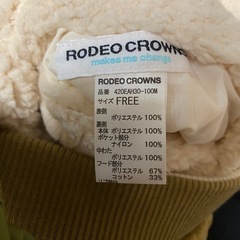 RODEO CROWNS
makes me change
RODEO CROWNS
品番 420EAH30-100M
サイズ FREE
表側
ポリエステル 100%
裏側
本体 ポリエステル 100%
ポケット部分
ナイロン 100%
中わた
ポリエステル 100%
フード部分
ポリエステル 67%
コットン 33%